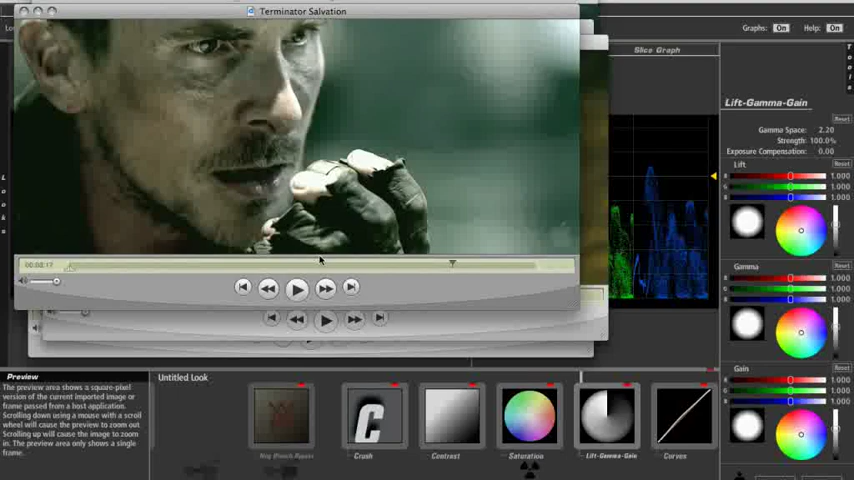 Terminator Salvation
Slice Graph
Graphs: On
Help: On
Tools
Lift-Gamma-Gain
Reset
Gamma Space: 2.20
Strength: 100.0%
Exposure Compensation: 0.00
Lift
Reset
R 1.000
G 1.000
B 1.000
Gamma
Reset
R 1.000
G 1.000
B 1.000
Gain
Reset
R 1.000
G 1.000
B 1.000
Looks
Preview
The preview area shows a square-pixel
version of the current imported image or
frame passed from a host application.
Scrolling down using a mouse with a scroll
wheel will cause the preview to zoom out
Scrolling up will cause the image to zoom
in. The preview area only shows a single
frame.
Untitled Look
C
Crush
Contrast
Saturation
Lift-Gamma-Gain
Curves